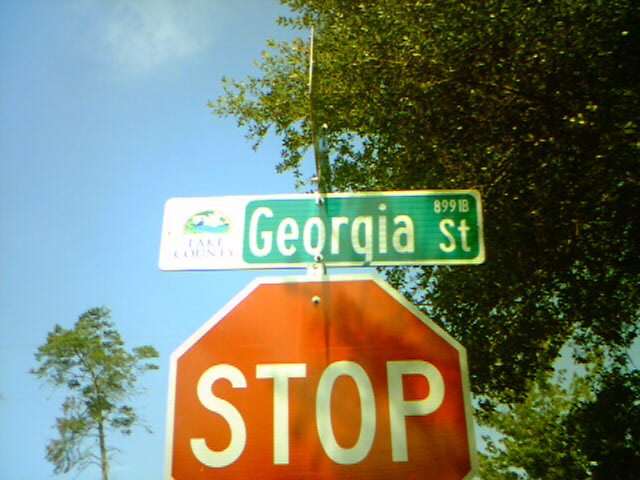 8991B
Georgia St
LAKE
COUNTY
STOP